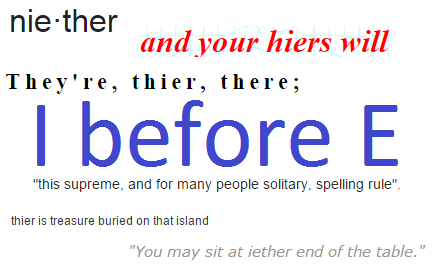 nie·ther
and your hiers will
They're, thier, there;
I before E
"this supreme, and for many people solitary, spelling rule".
thier is treasure buried on that island
"You may sit at iether end of the table."